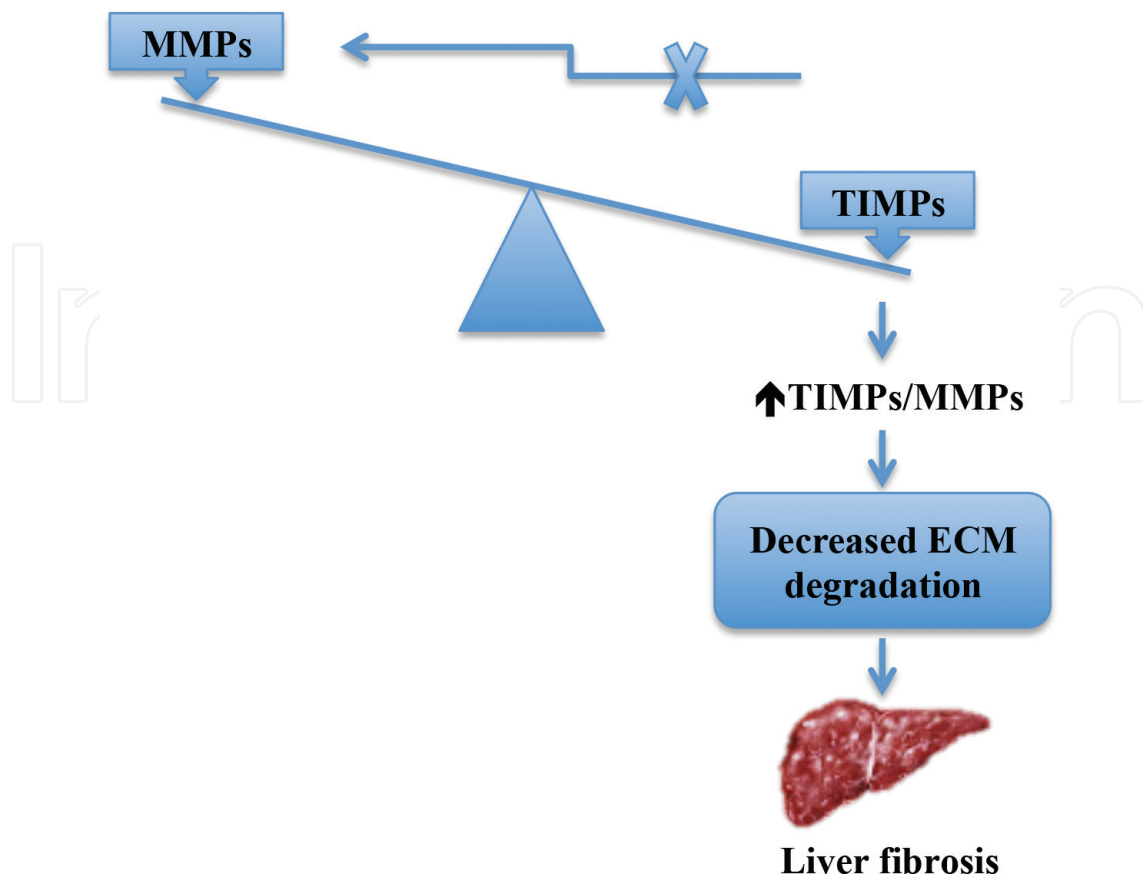 MMPs
TIMPs
↑TIMPs/MMPs
Decreased ECM
degradation
Liver fibrosis